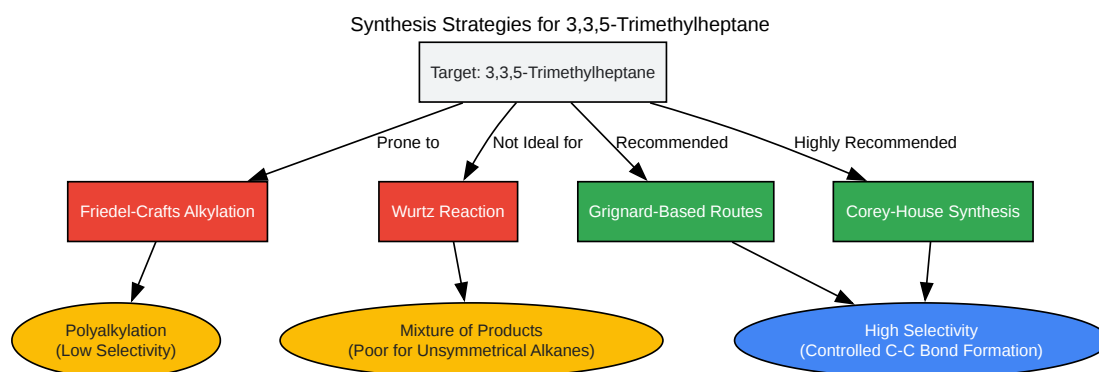 Synthesis Strategies for 3,3,5-Trimethylheptane
Target: 3,3,5-Trimethylheptane
Prone to
Not Ideal for
Recommended
Highly Recommended
Friedel-Crafts Alkylation
Wurtz Reaction
Grignard-Based Routes
Corey-House Synthesis
Polyalkylation
(Low Selectivity)
Mixture of Products
(Poor for Unsymmetrical Alkanes)
High Selectivity
(Controlled C-C Bond Formation)